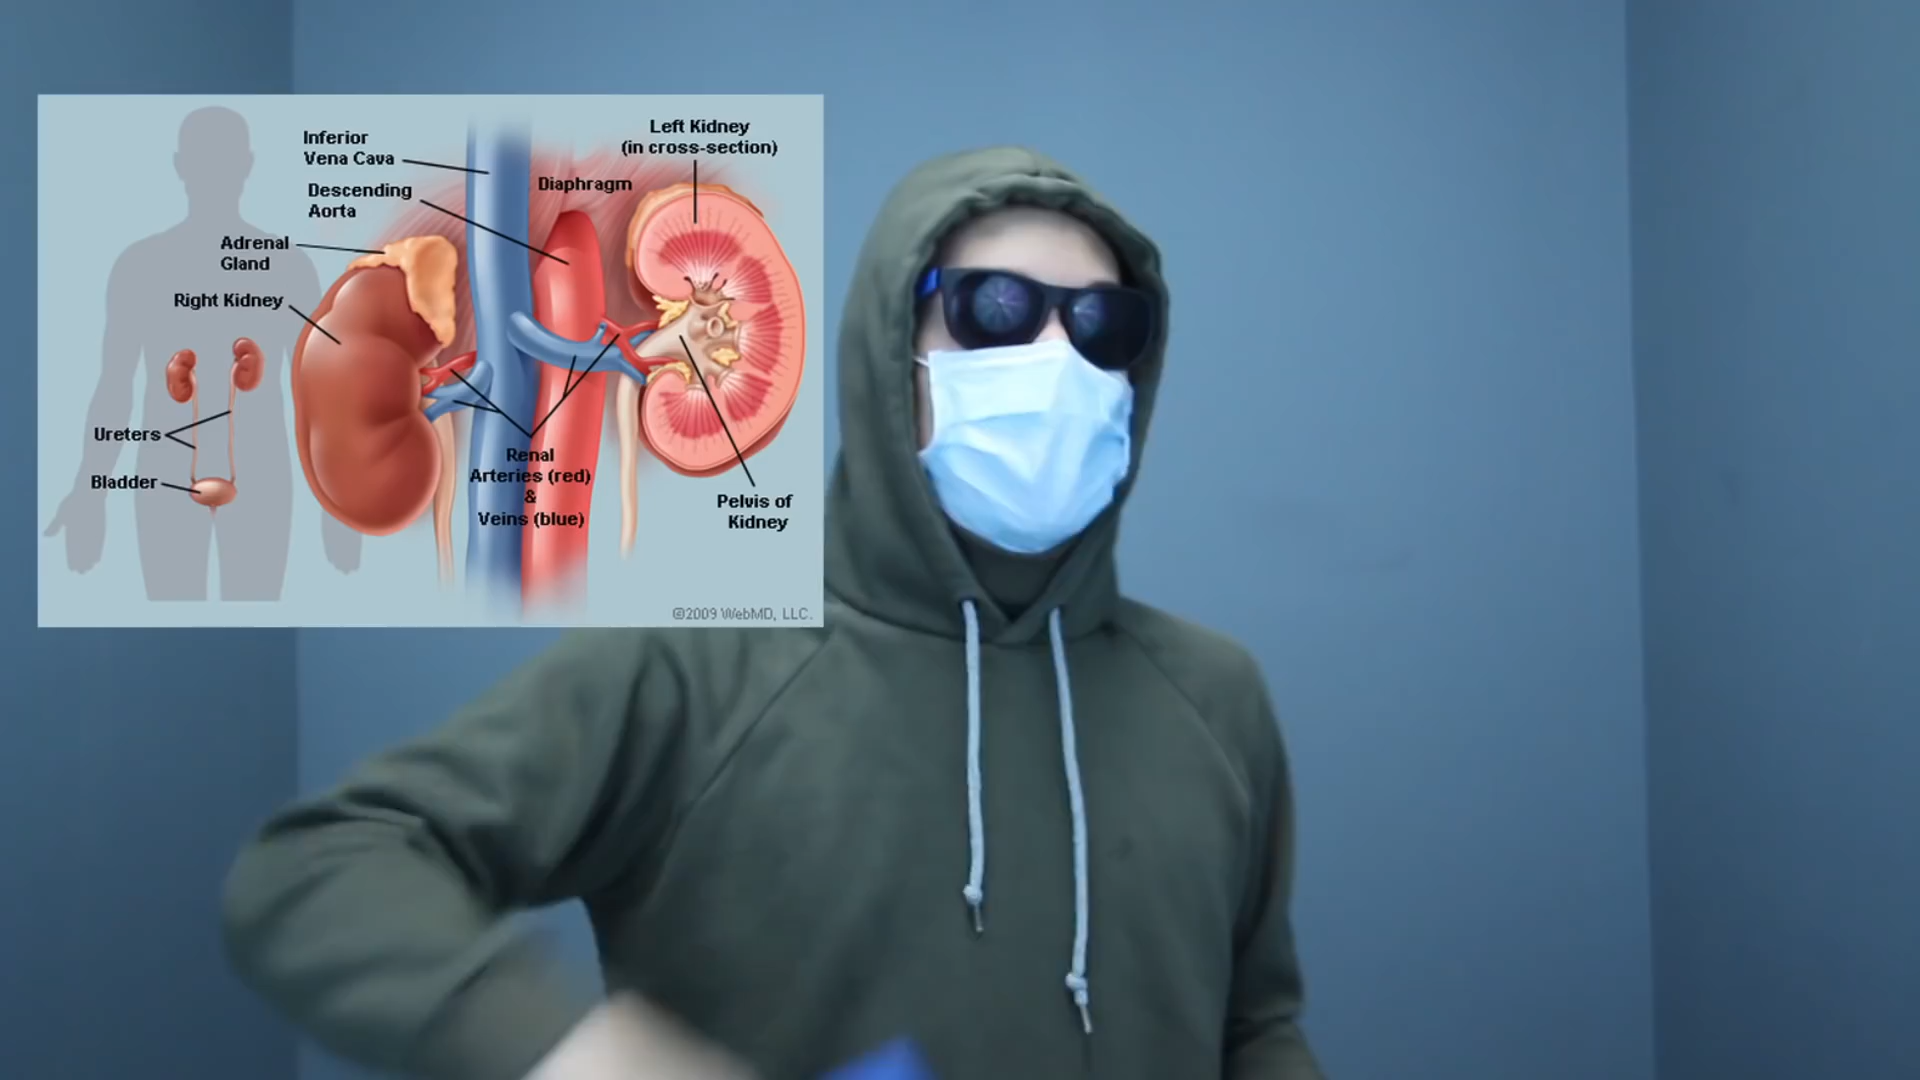 Inferior
Vena Cava
Descending
Aorta
Adrenal
Gland
Right Kidney
Ureters
Bladder
Diaphragm
Left Kidney
(in cross-section)
Renal
Arteries (red)
&
Veins (blue)
Pelvis of
Kidney
©2009 WebMD, LLC.